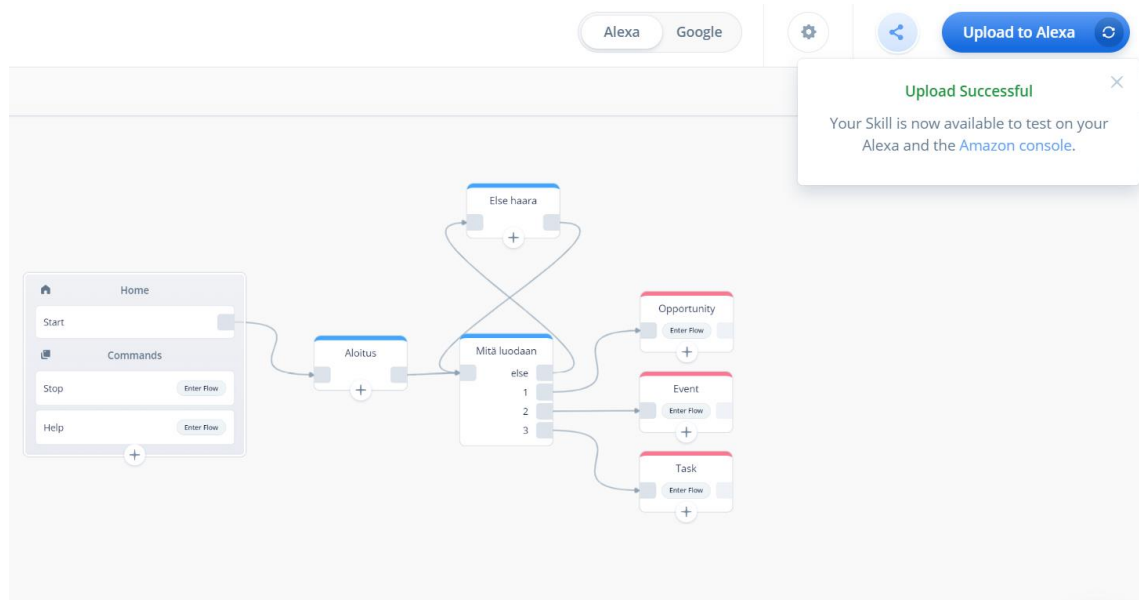 Alexa
Google
Upload to Alexa
Upload Successful
Your Skill is now available to test on your
Alexa and the Amazon console.
Else haara
Home
Start
Commands
Stop
Enter Flow
Help
Enter Flow
Aloitus
Mitä luodaan
else
1
2
3
Opportunity
Enter Flow
Event
Enter Flow
Task
Enter Flow